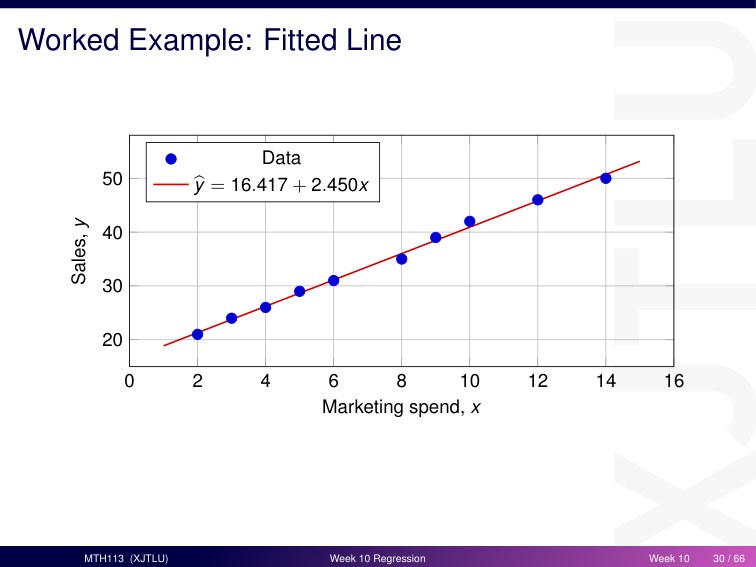 Worked Example: Fitted Line
Data
ŷ = 16.417 + 2.450x
50
40
30
20
Sales, y
0 2 4 6 8 10 12 14 16
Marketing spend, x
XJTLU
MTH113 (XJTLU) Week 10 Regression Week 10 30 / 66